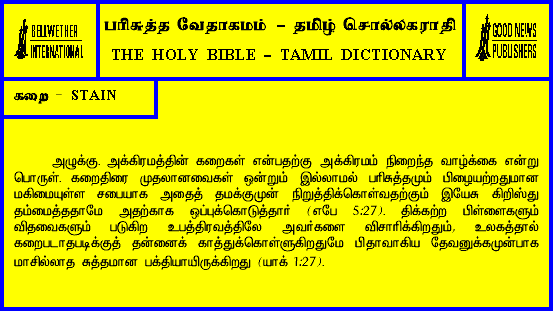 BELLWETHER
INTERNATIONAL
பரிசுத்த வேதாகமம் - தமிழ் சொல்லகராதி
THE HOLY BIBLE - TAMIL DICTIONARY
GOOD NEWS
PUBLISHERS
கறை - STAIN
அழுக்கு. அக்கிரமத்தின் கறைகள் என்பதற்கு அக்கிரமம் நிறைந்த வாழ்க்கை என்று
பொருள். கறைதிரை முதலானவைகள் ஒன்றும் இல்லாமல் பரிசுத்தமும் பிழையற்றதுமான
மகிமையுள்ள சபையாக அதைத் தமக்குமுன் நிறுத்திக்கொள்வதற்கும் இயேசு கிறிஸ்து
தம்மைத்தாமே அதற்காக ஒப்புக்கொடுத்தார் (எபே 5:27). திக்கற்ற பிள்ளைகளும்
விதவைகளும் படுகிற உபத்திரவத்திலே அவர்களை விசாரிக்கிறதும், உலகத்தால்
கறைபடாதபடிக்குத் தன்னைக் காத்துக்கொள்ளுகிறதுமே பிதாவாகிய தேவனுக்குமுன்பாக
மாசில்லாத சுத்தமான பக்தியாயிருக்கிறது (யாக் 1:27).